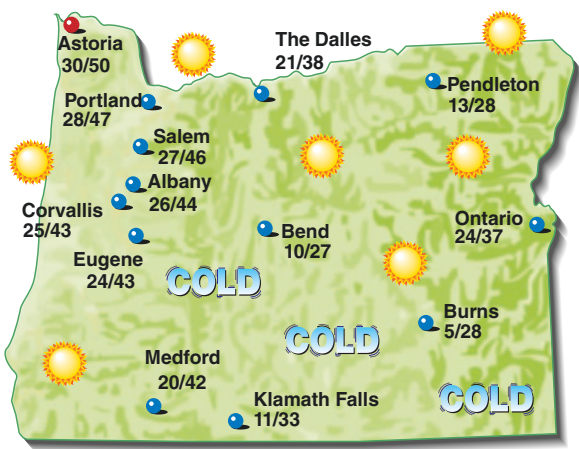 Astoria
30/50
The Dalles
21/38
Pendleton
13/28
Portland
28/47
Salem
27/46
Albany
26/44
Corvallis
25/43
Eugene
24/43
Bend
10/27
Ontario
24/37
COLD
Burns
5/28
COLD
Medford
20/42
Klamath Falls
11/33
COLD